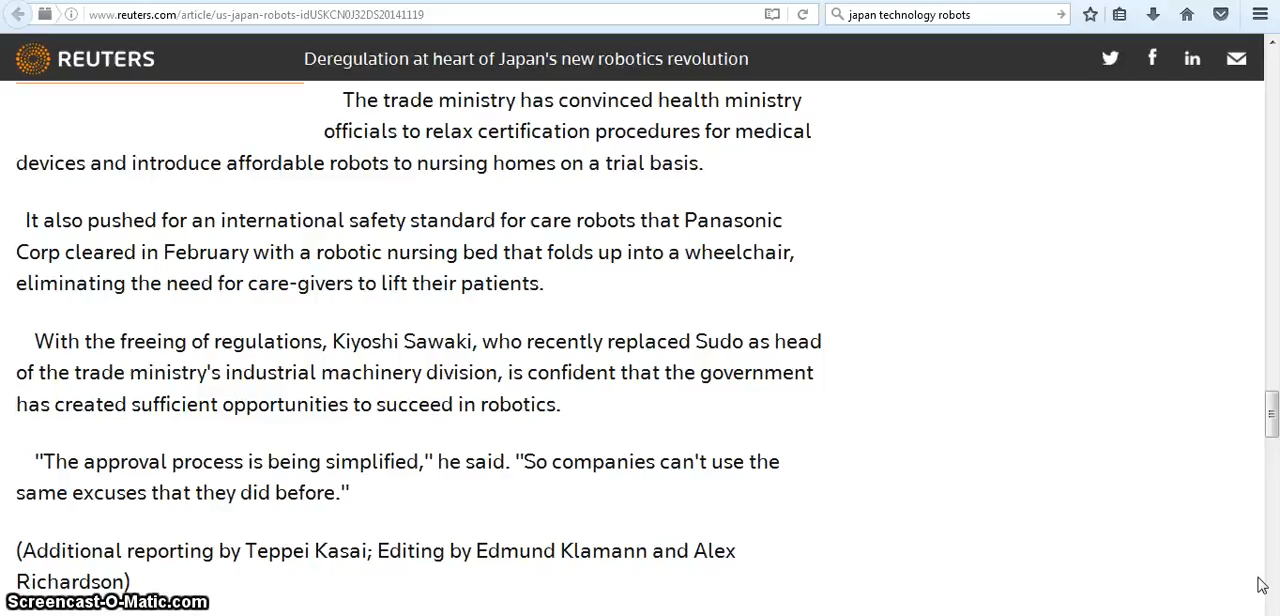 www.reuters.com/article/us-japan-robots-idUSKCN0J32DS20141119
japan technology robots
REUTERS
Deregulation at heart of Japan's new robotics revolution
The trade ministry has convinced health ministry
officials to relax certification procedures for medical
devices and introduce affordable robots to nursing homes on a trial basis.
It also pushed for an international safety standard for care robots that Panasonic
Corp cleared in February with a robotic nursing bed that folds up into a wheelchair,
eliminating the need for care-givers to lift their patients.
With the freeing of regulations, Kiyoshi Sawaki, who recently replaced Sudo as head
of the trade ministry's industrial machinery division, is confident that the government
has created sufficient opportunities to succeed in robotics.
"The approval process is being simplified," he said. "So companies can't use the
same excuses that they did before."
(Additional reporting by Teppei Kasai; Editing by Edmund Klamann and Alex
Richardson)
Screencast-O-Matic.com